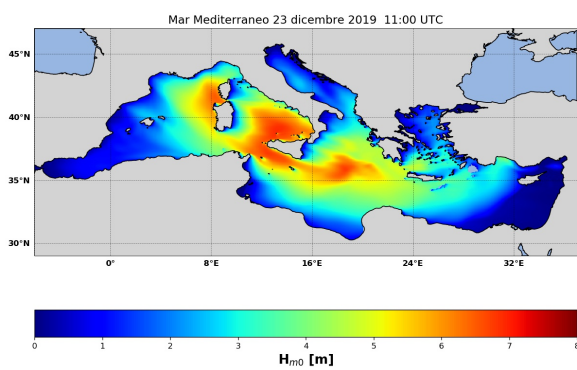 Mar Mediterraneo 23 dicembre 2019  11:00 UTC
45°N
40°N
35°N
30°N
0°
8°E
16°E
24°E
32°E
0 1 2 3 4 5 6 7 8
Hm0 [m]